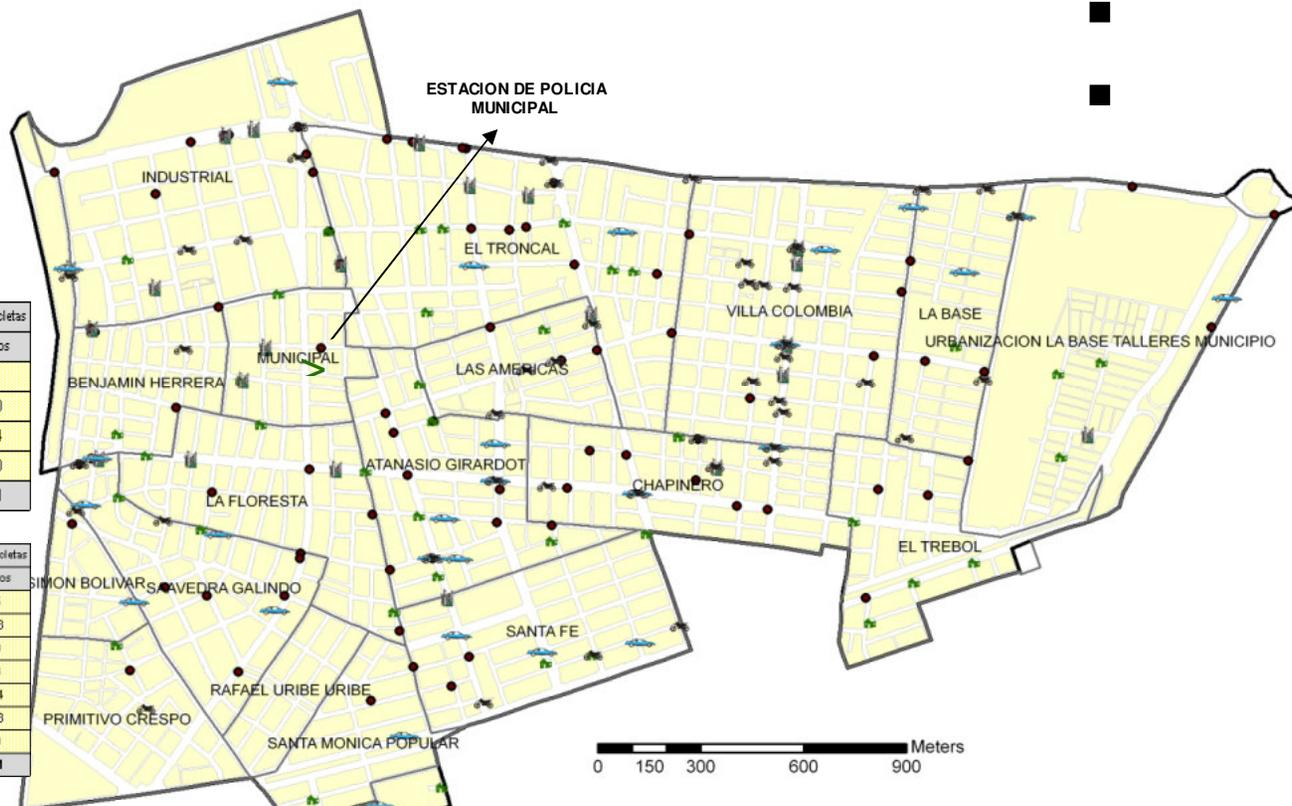 ESTACION DE POLICIA
MUNICIPAL
INDUSTRIAL
EL TRONCAL
VILLA COLOMBIA
LA BASE
URBANIZACION LA BASE TALLERES MUNICIPIO
MUNICIPAL
BENJAMIN HERRERA
LAS AMERICAS
ATANASIO GIRARDOT
CHAPINERO
LA FLORESTA
EL TREBOL
SIMON BOLIVAR
SAAVEDRA GALINDO
SANTA FE
RAFAEL URIBE URIBE
PRIMITIVO CRESPO
SANTA MONICA POPULAR
Meters
0 150 300 600 900